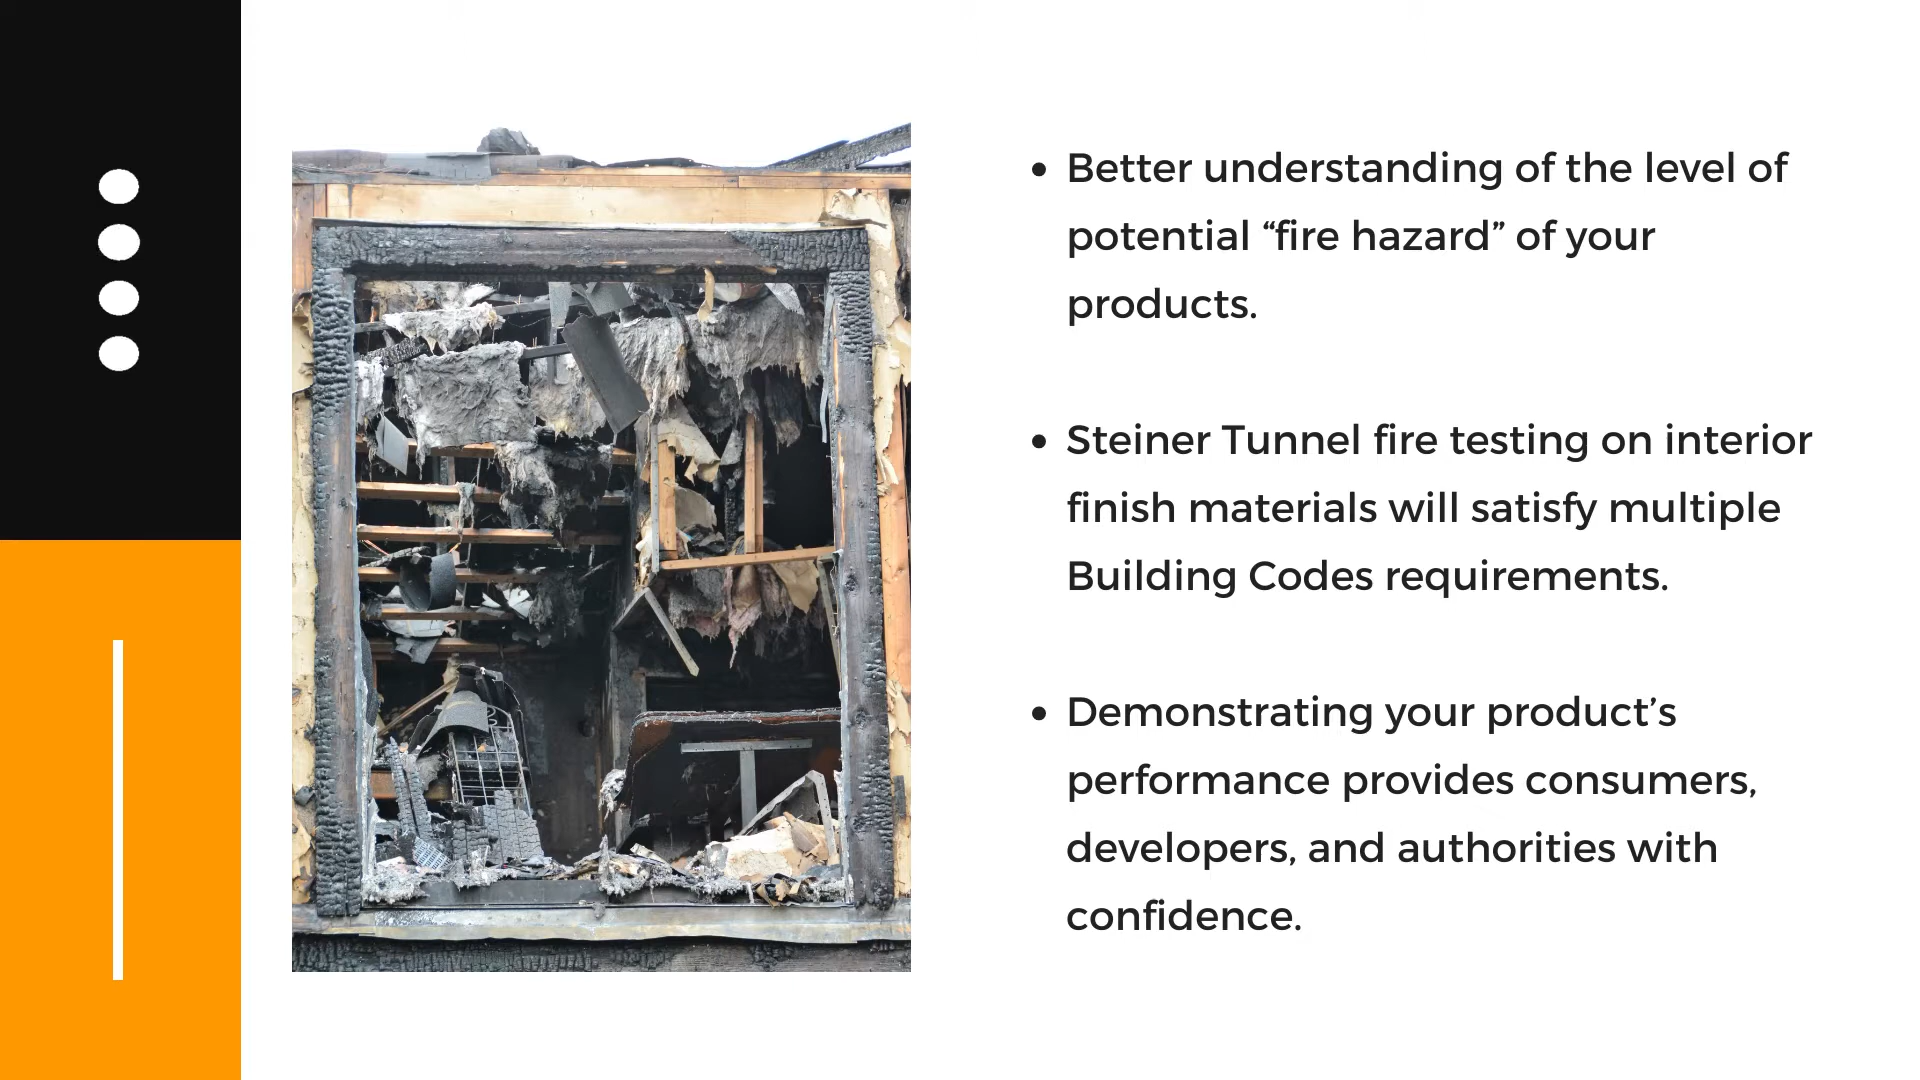 • Better understanding of the level of
potential “fire hazard” of your
products.
• Steiner Tunnel fire testing on interior
finish materials will satisfy multiple
Building Codes requirements.
• Demonstrating your product’s
performance provides consumers,
developers, and authorities with
confidence.